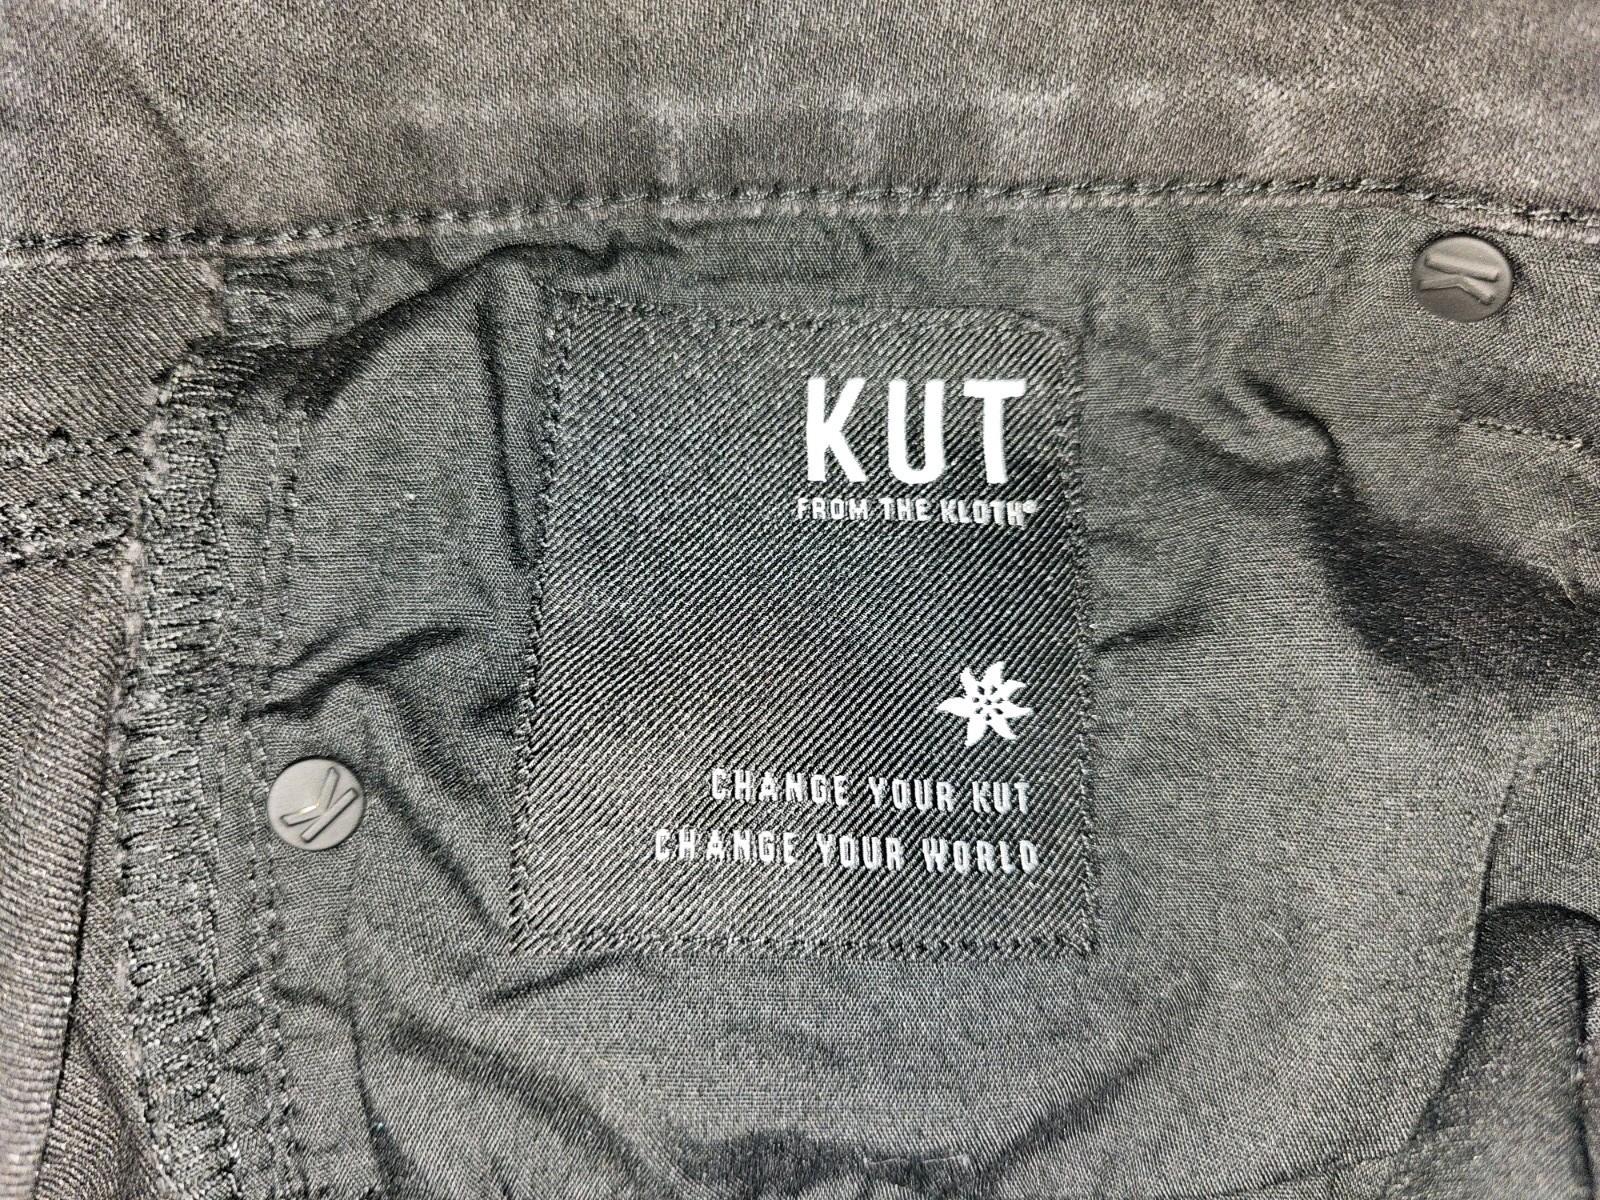 KUT
FROM THE KLOTH®
CHANGE YOUR KUT
CHANGE YOUR WORLD
K
K